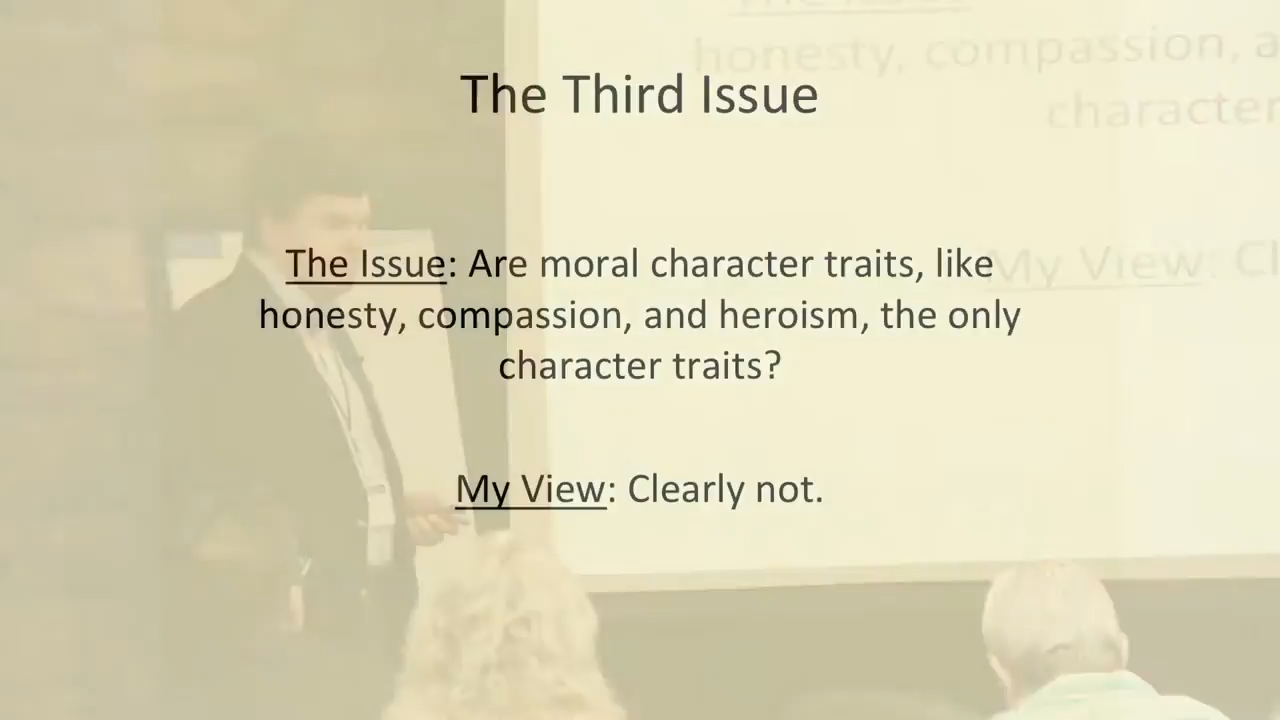 The Third Issue
honesty, compassion, a
character
The Issue: Are moral character traits, like
honesty, compassion, and heroism, the only
character traits?
My View: Cl
My View: Clearly not.